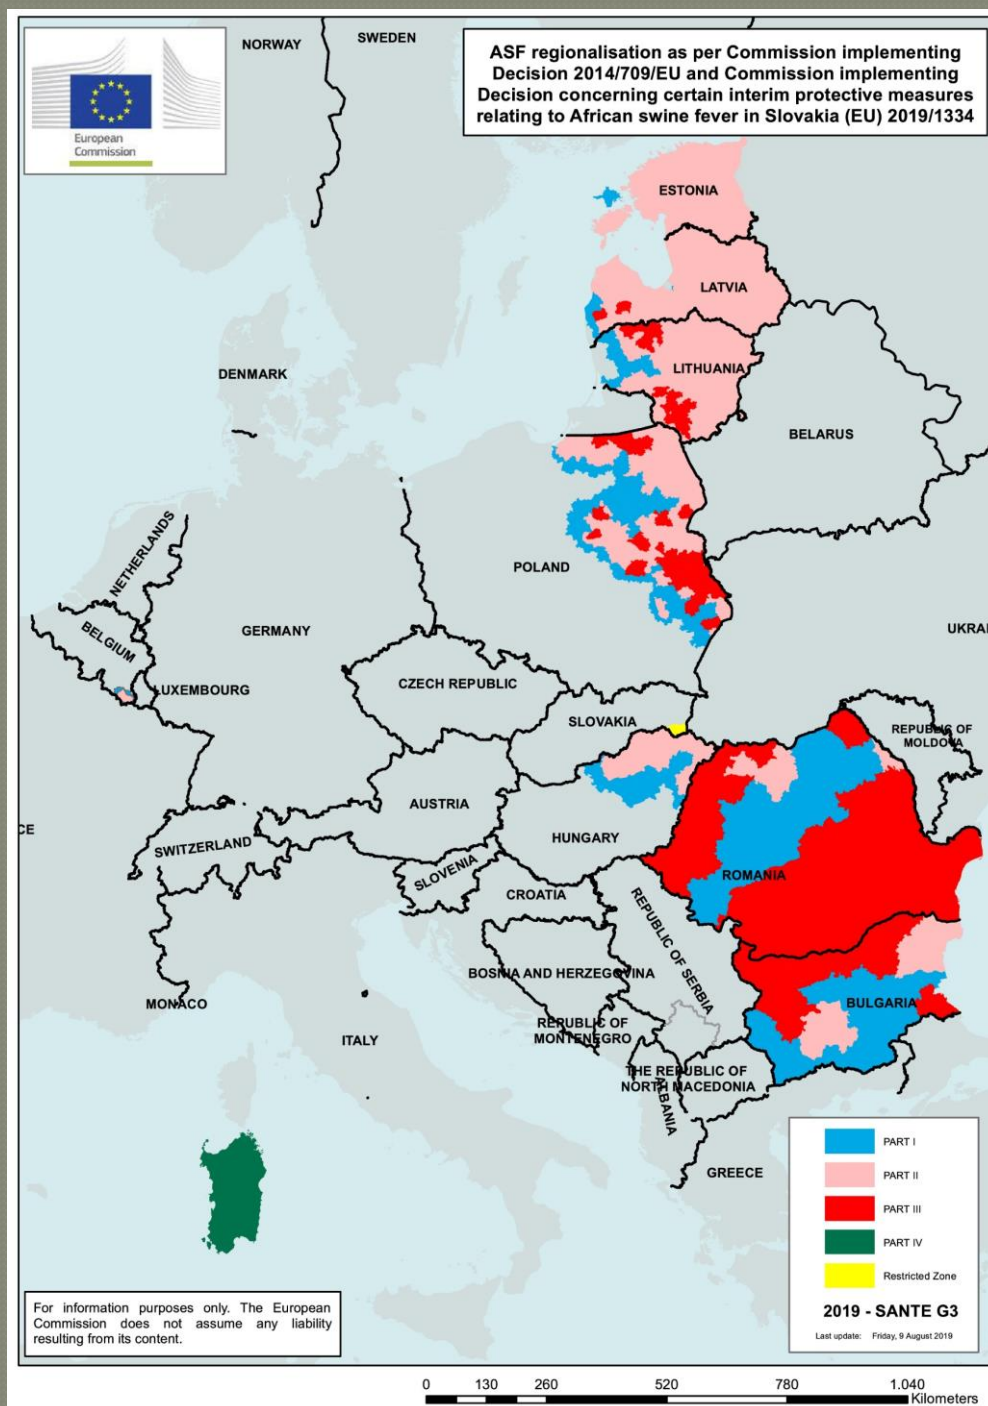 European
Commission
ASF regionalisation as per Commission implementing
Decision 2014/709/EU and Commission implementing
Decision concerning certain interim protective measures
relating to African swine fever in Slovakia (EU) 2019/1334
NORWAY
SWEDEN
ESTONIA
LATVIA
LITHUANIA
DENMARK
BELARUS
NETHERLANDS
POLAND
BELGIUM
GERMANY
UKRAI
LUXEMBOURG
CZECH REPUBLIC
SLOVAKIA
REPUBLIC OF
MOLDOVA
AUSTRIA
CE
HUNGARY
SWITZERLAND
SLOVENIA
ROMANIA
CROATIA
REPUBLIC OF SERBIA
BOSNIA AND HERZEGOVINA
MONACO
BULGARIA
REPUBLIC OF
MONTENEGRO
ITALY
THE REPUBLIC OF
NORTH MACEDONIA
ALBANIA
GREECE
PART I
PART II
PART III
PART IV
Restricted Zone
2019 - SANTE G3
Last update: Friday, 9 August 2019
For information purposes only. The European
Commission does not assume any liability
resulting from its content.
0 130 260 520 780 1.040
Kilometers